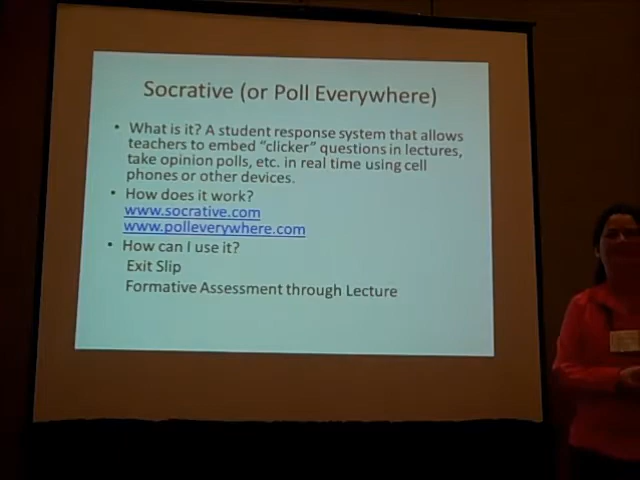 Socrative (or Poll Everywhere)
• What is it? A student response system that allows
teachers to embed "clicker" questions in lectures,
take opinion polls, etc. in real time using cell
phones or other devices.
• How does it work?
www.socrative.com
www.polleverywhere.com
• How can I use it?
Exit Slip
Formative Assessment through Lecture